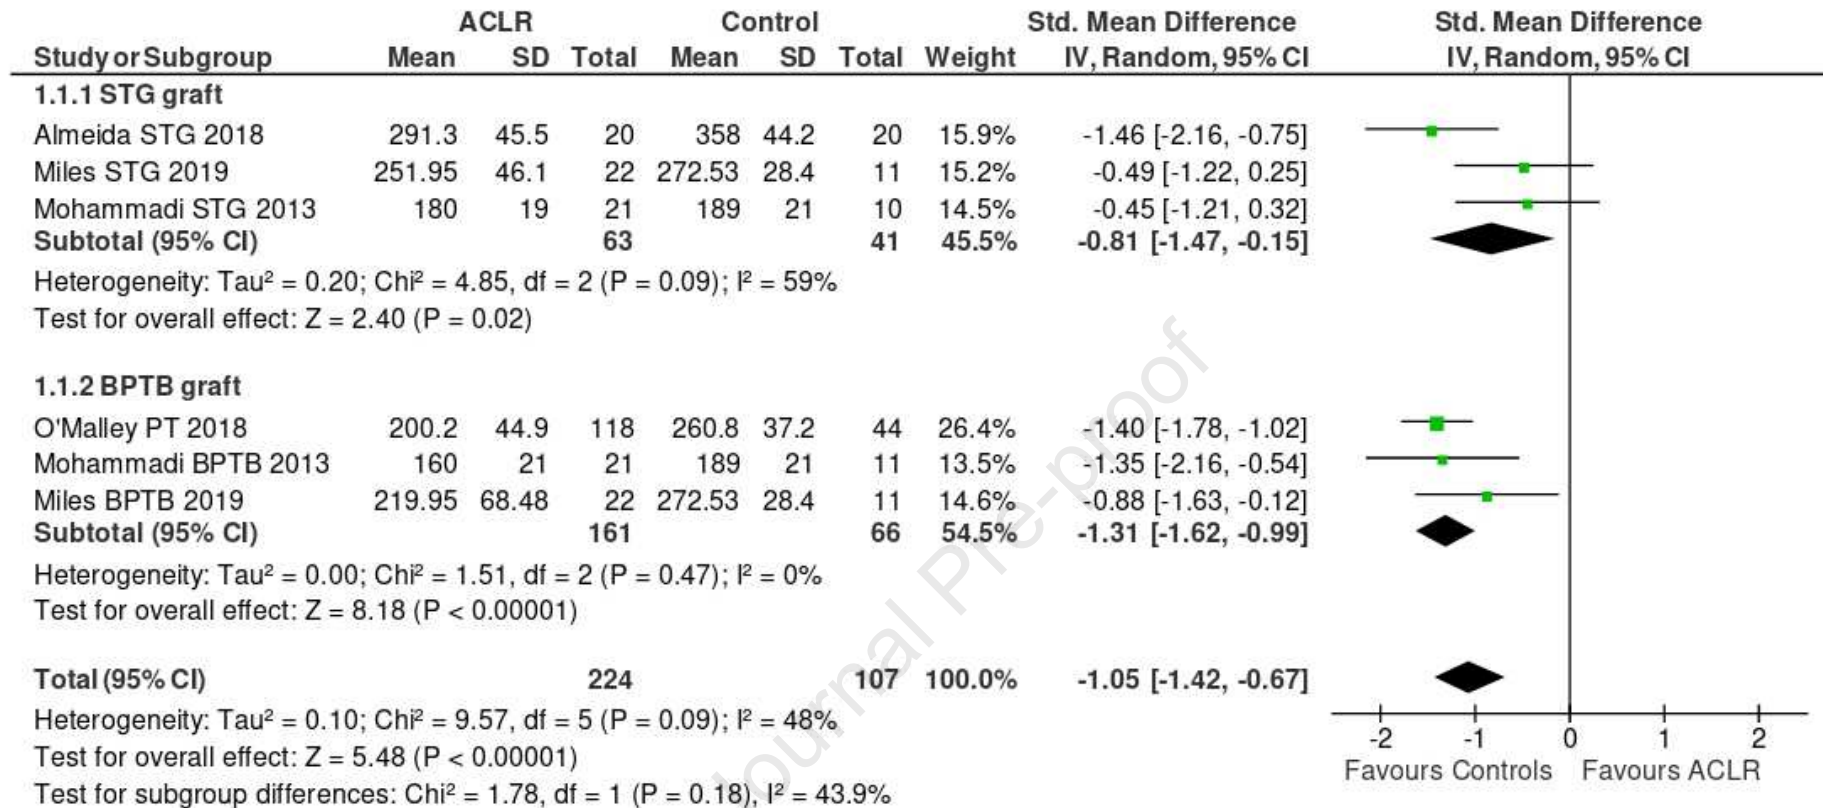 ACLR Control Std. Mean Difference Std. Mean Difference
Study or Subgroup Mean SD Total Mean SD Total Weight IV, Random, 95% CI IV, Random, 95% CI
1.1.1 STG graft
Almeida STG 2018 291.3 45.5 20 358 44.2 20 15.9% -1.46 [-2.16, -0.75]
Miles STG 2019 251.95 46.1 22 272.53 28.4 11 15.2% -0.49 [-1.22, 0.25]
Mohammadi STG 2013 180 19 21 189 21 10 14.5% -0.45 [-1.21, 0.32]
Subtotal (95% CI) 63 41 45.5% -0.81 [-1.47, -0.15]
Heterogeneity: Tau² = 0.20; Chi² = 4.85, df = 2 (P = 0.09); I² = 59%
Test for overall effect: Z = 2.40 (P = 0.02)
1.1.2 BPTB graft
O'Malley PT 2018 200.2 44.9 118 260.8 37.2 44 26.4% -1.40 [-1.78, -1.02]
Mohammadi BPTB 2013 160 21 21 189 21 11 13.5% -1.35 [-2.16, -0.54]
Miles BPTB 2019 219.95 68.48 22 272.53 28.4 11 14.6% -0.88 [-1.63, -0.12]
Subtotal (95% CI) 161 66 54.5% -1.31 [-1.62, -0.99]
Heterogeneity: Tau² = 0.00; Chi² = 1.51, df = 2 (P = 0.47); I² = 0%
Test for overall effect: Z = 8.18 (P < 0.00001)
Total (95% CI) 224 107 100.0% -1.05 [-1.42, -0.67]
Heterogeneity: Tau² = 0.10; Chi² = 9.57, df = 5 (P = 0.09); I² = 48%
Test for overall effect: Z = 5.48 (P < 0.00001)
Test for subgroup differences: Chi² = 1.78, df = 1 (P = 0.18), I² = 43.9%
-2 -1 0 1 2
Favours Controls Favours ACLR
Journal Pre-proof